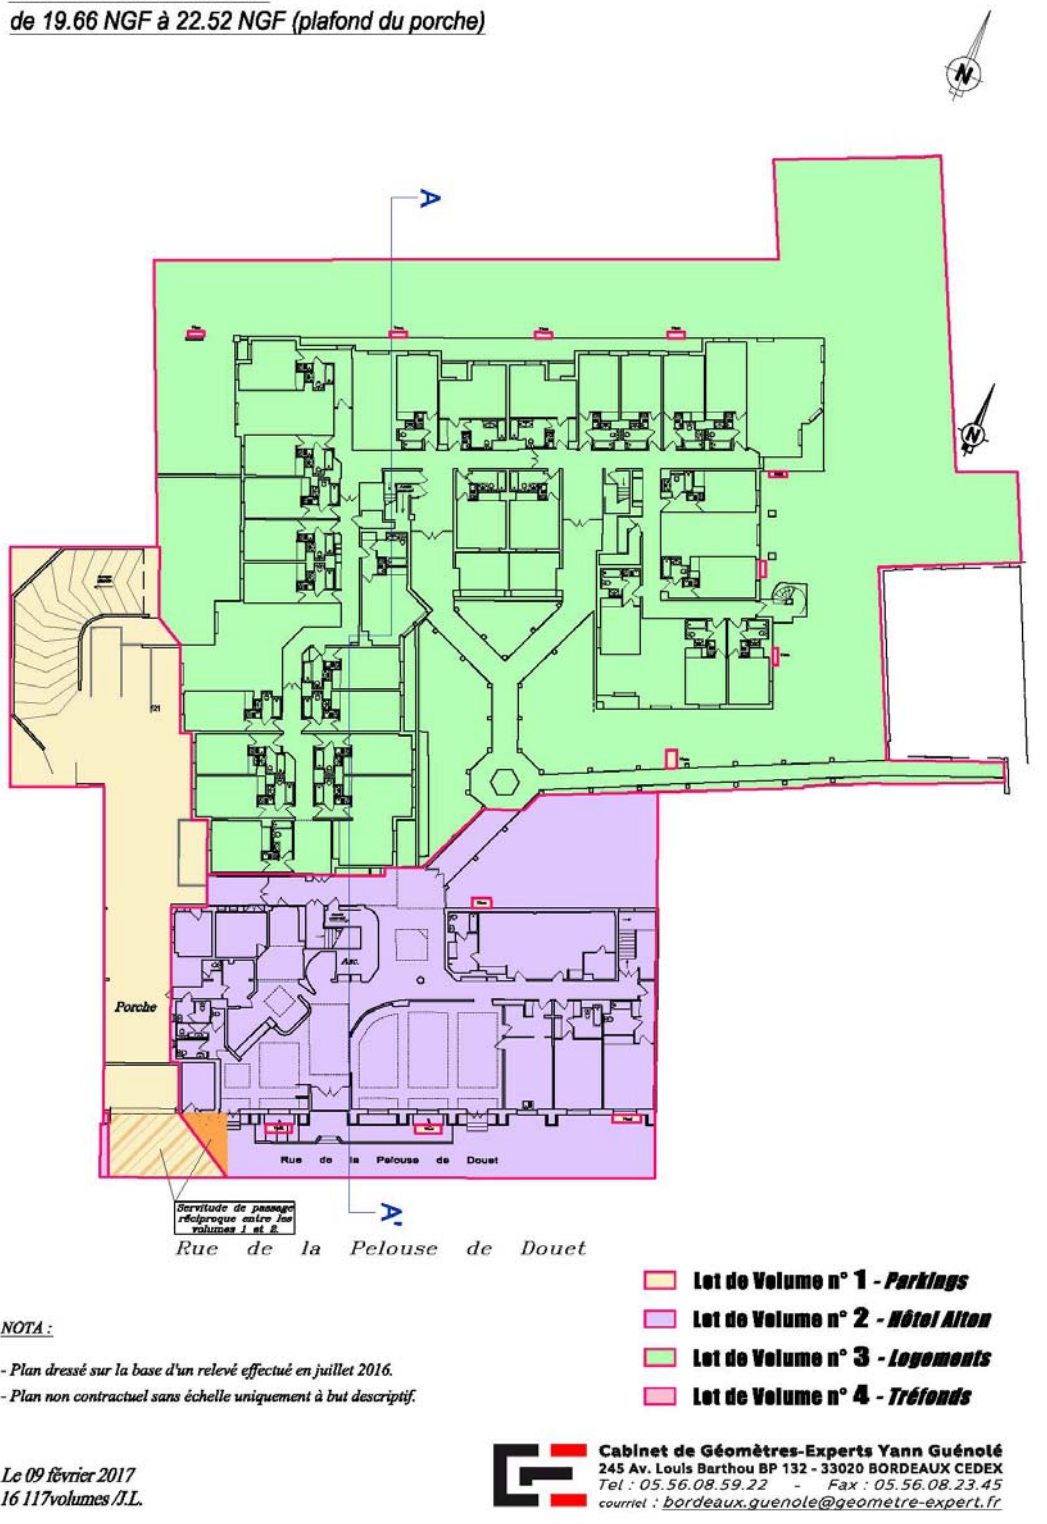 de 19.66 NGF à 22.52 NGF (plafond du porche)
N
A
N
Asc.
Porche
Rue de la Pelouse de Douet
Servitude de passage
réciproque entre les
volumes 1 et 2.
A'
Rue de la Pelouse de Douet
Lot de Volume n° 1 - Parkings
Lot de Volume n° 2 - Hôtel Alton
Lot de Volume n° 3 - Logements
Lot de Volume n° 4 - Tréfonds
NOTA :
- Plan dressé sur la base d'un relevé effectué en juillet 2016.
- Plan non contractuel sans échelle uniquement à but descriptif.
Le 09 février 2017
16 117volumes /J.L.
Cabinet de Géomètres-Experts Yann Guénolé
245 Av. Louis Barthou BP 132 - 33020 BORDEAUX CEDEX
Tel : 05.56.08.59.22 - Fax : 05.56.08.23.45
courriel : bordeaux.guenole@geometre-expert.fr